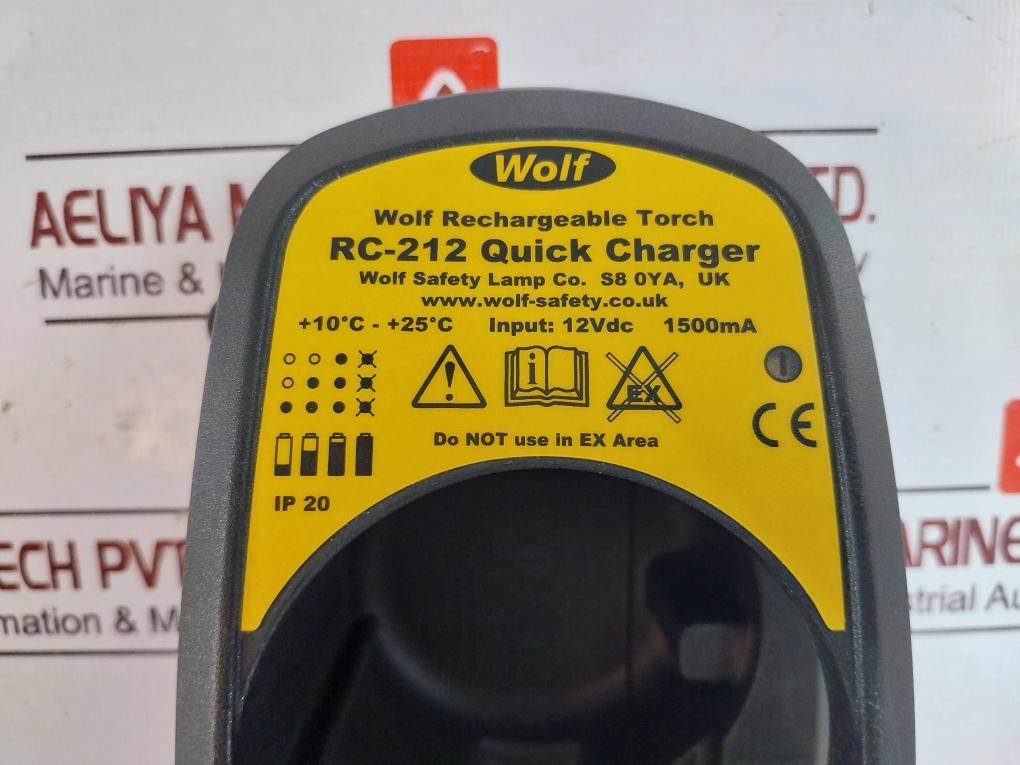 Wolf
Wolf Rechargeable Torch
RC-212 Quick Charger
Wolf Safety Lamp Co. S8 0YA, UK
www.wolf-safety.co.uk
+10°C - +25°C Input: 12Vdc 1500mA
i
EX
CE
Do NOT use in EX Area
IP 20
AELIYA
Marine &
ECH PVT
mation & M
ARINE
strial Au